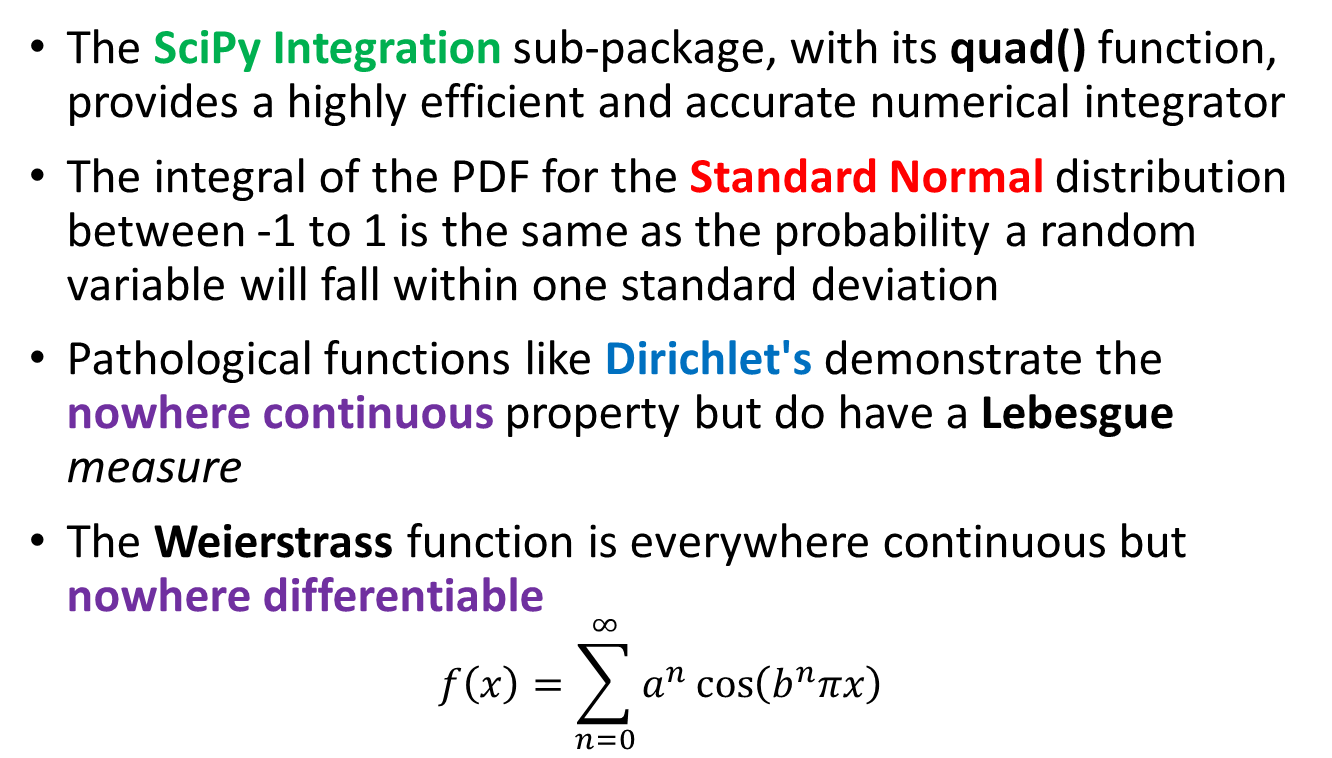 • The SciPy Integration sub-package, with its quad() function,
provides a highly efficient and accurate numerical integrator
• The integral of the PDF for the Standard Normal distribution
between -1 to 1 is the same as the probability a random
variable will fall within one standard deviation
• Pathological functions like Dirichlet's demonstrate the
nowhere continuous property but do have a Lebesgue
measure
• The Weierstrass function is everywhere continuous but
nowhere differentiable
∞
f(x) = ∑ aⁿ cos(bⁿπx)
n=0